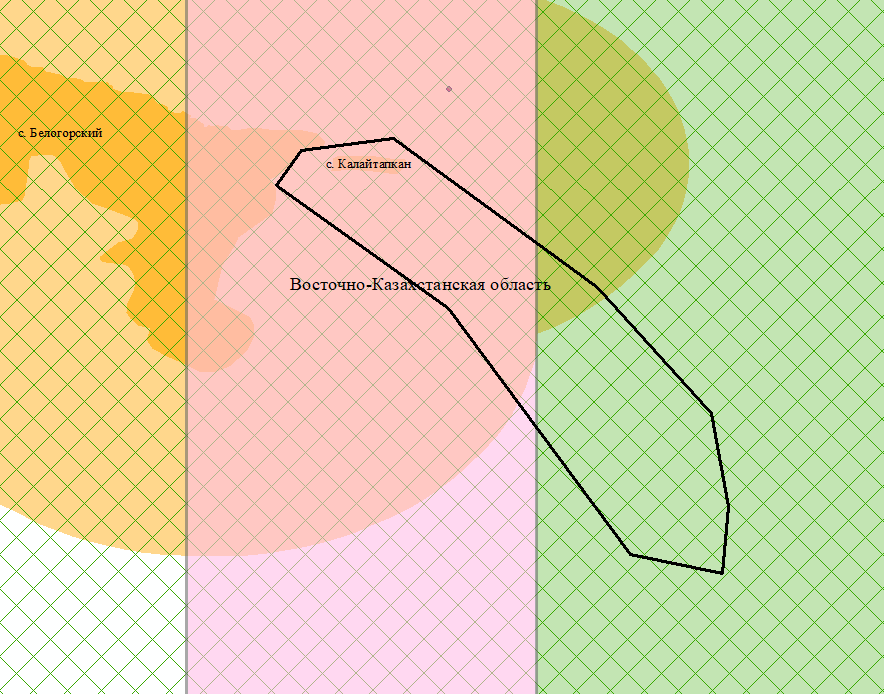 с. Белогорский
с. Калайтапкан
Восточно-Казахстанская область